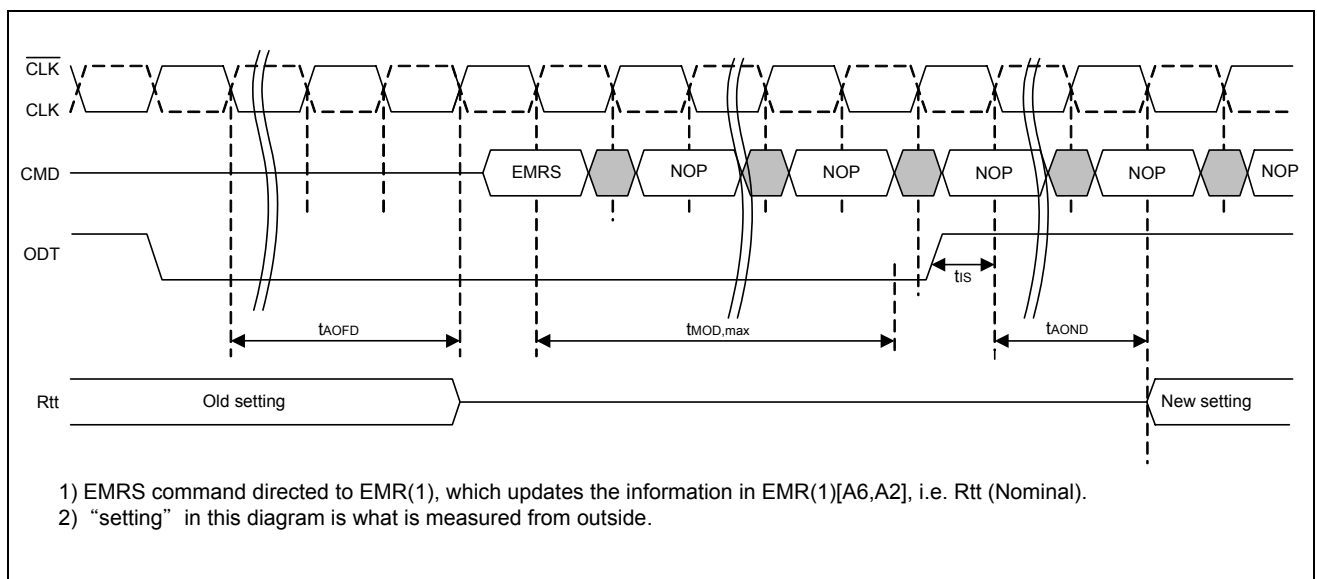 CLK
CLK
CMD EMRS NOP NOP NOP NOP NOP
ODT
tIS
tAOFD tMOD,max tAOND
Rtt Old setting New setting
1) EMRS command directed to EMR(1), which updates the information in EMR(1)[A6,A2], i.e. Rtt (Nominal).
2) “setting” in this diagram is what is measured from outside.